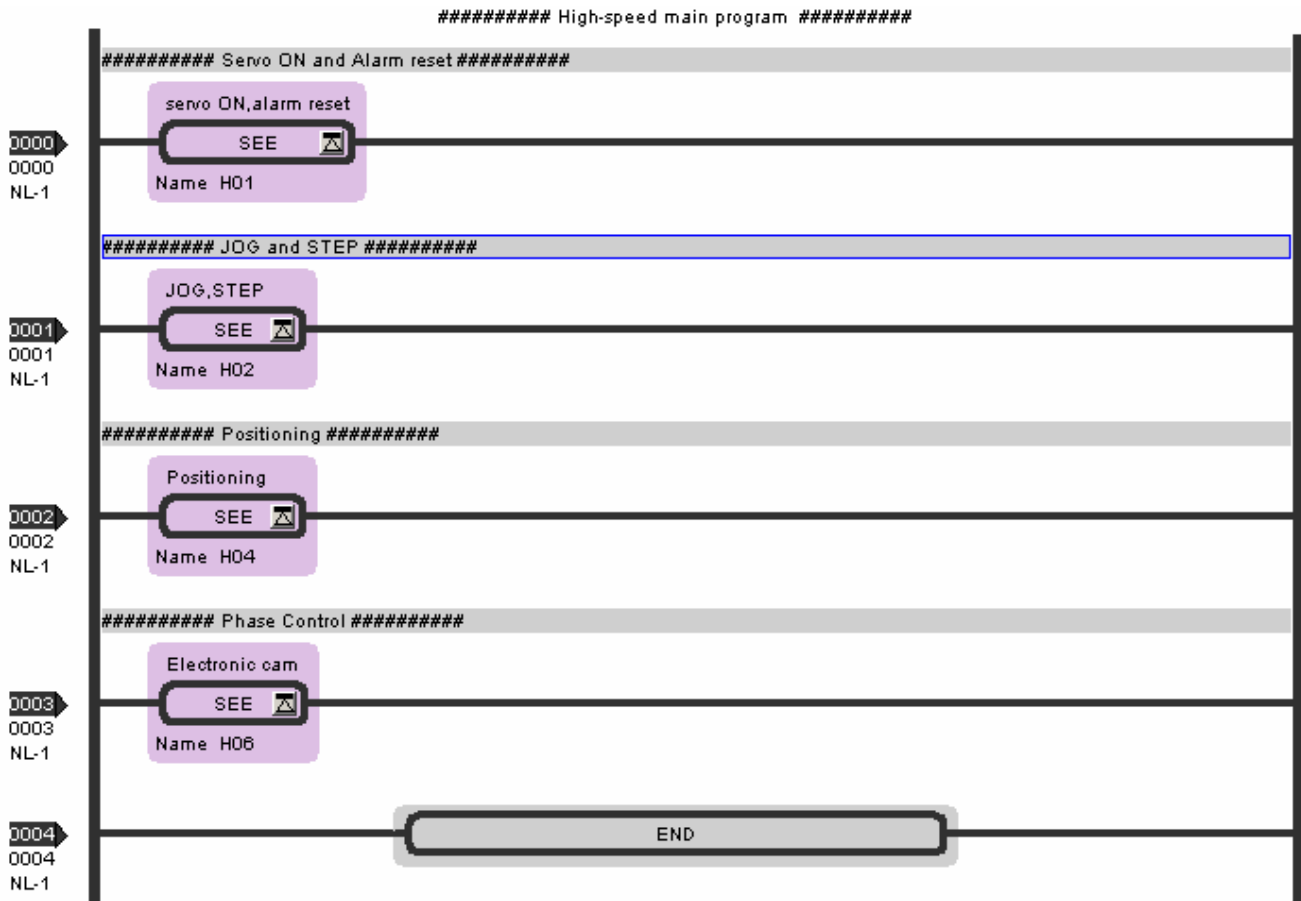 ########## High-speed main program ##########
########## Servo ON and Alarm reset ##########
servo ON,alarm reset
0000 SEE
0000
NL-1 Name H01
########## JOG and STEP ##########
JOG,STEP
0001 SEE
0001
NL-1 Name H02
########## Positioning ##########
Positioning
0002 SEE
0002
NL-1 Name H04
########## Phase Control ##########
Electronic cam
0003 SEE
0003
NL-1 Name H06
0004 END
0004
NL-1